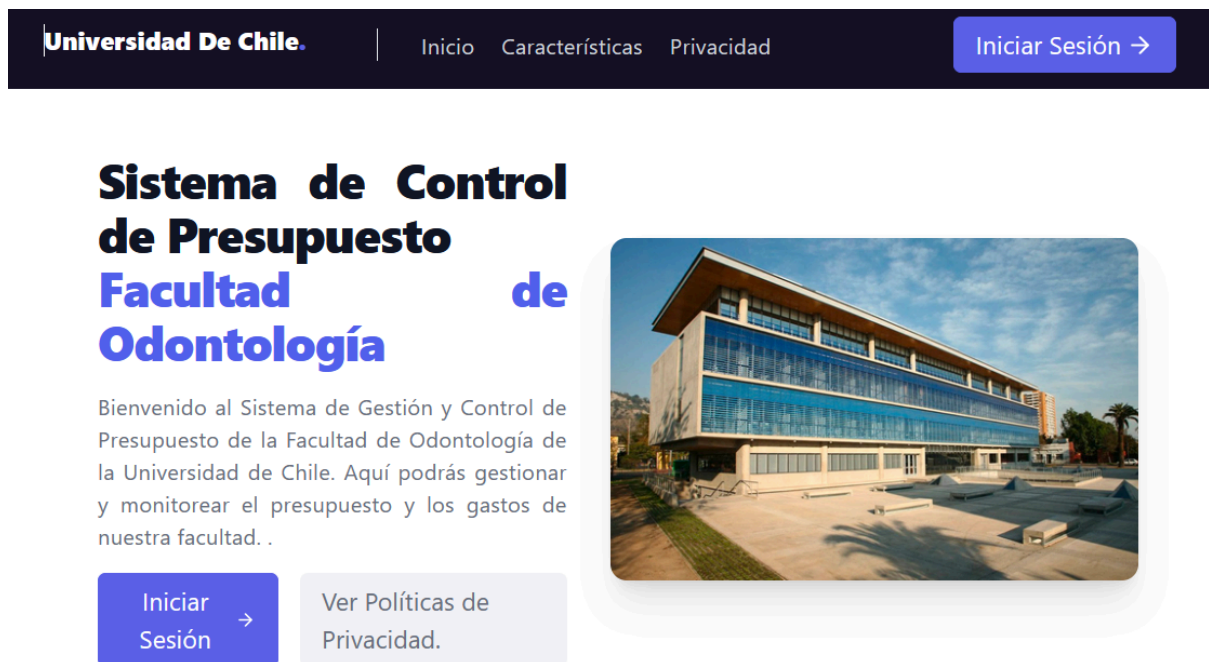 Universidad De Chile.
Inicio Características Privacidad
Iniciar Sesión →
Sistema de Control
de Presupuesto
Facultad de
Odontología
Bienvenido al Sistema de Gestión y Control de
Presupuesto de la Facultad de Odontología de
la Universidad de Chile. Aquí podrás gestionar
y monitorear el presupuesto y los gastos de
nuestra facultad. .
Iniciar
Sesión →
Ver Políticas de
Privacidad.